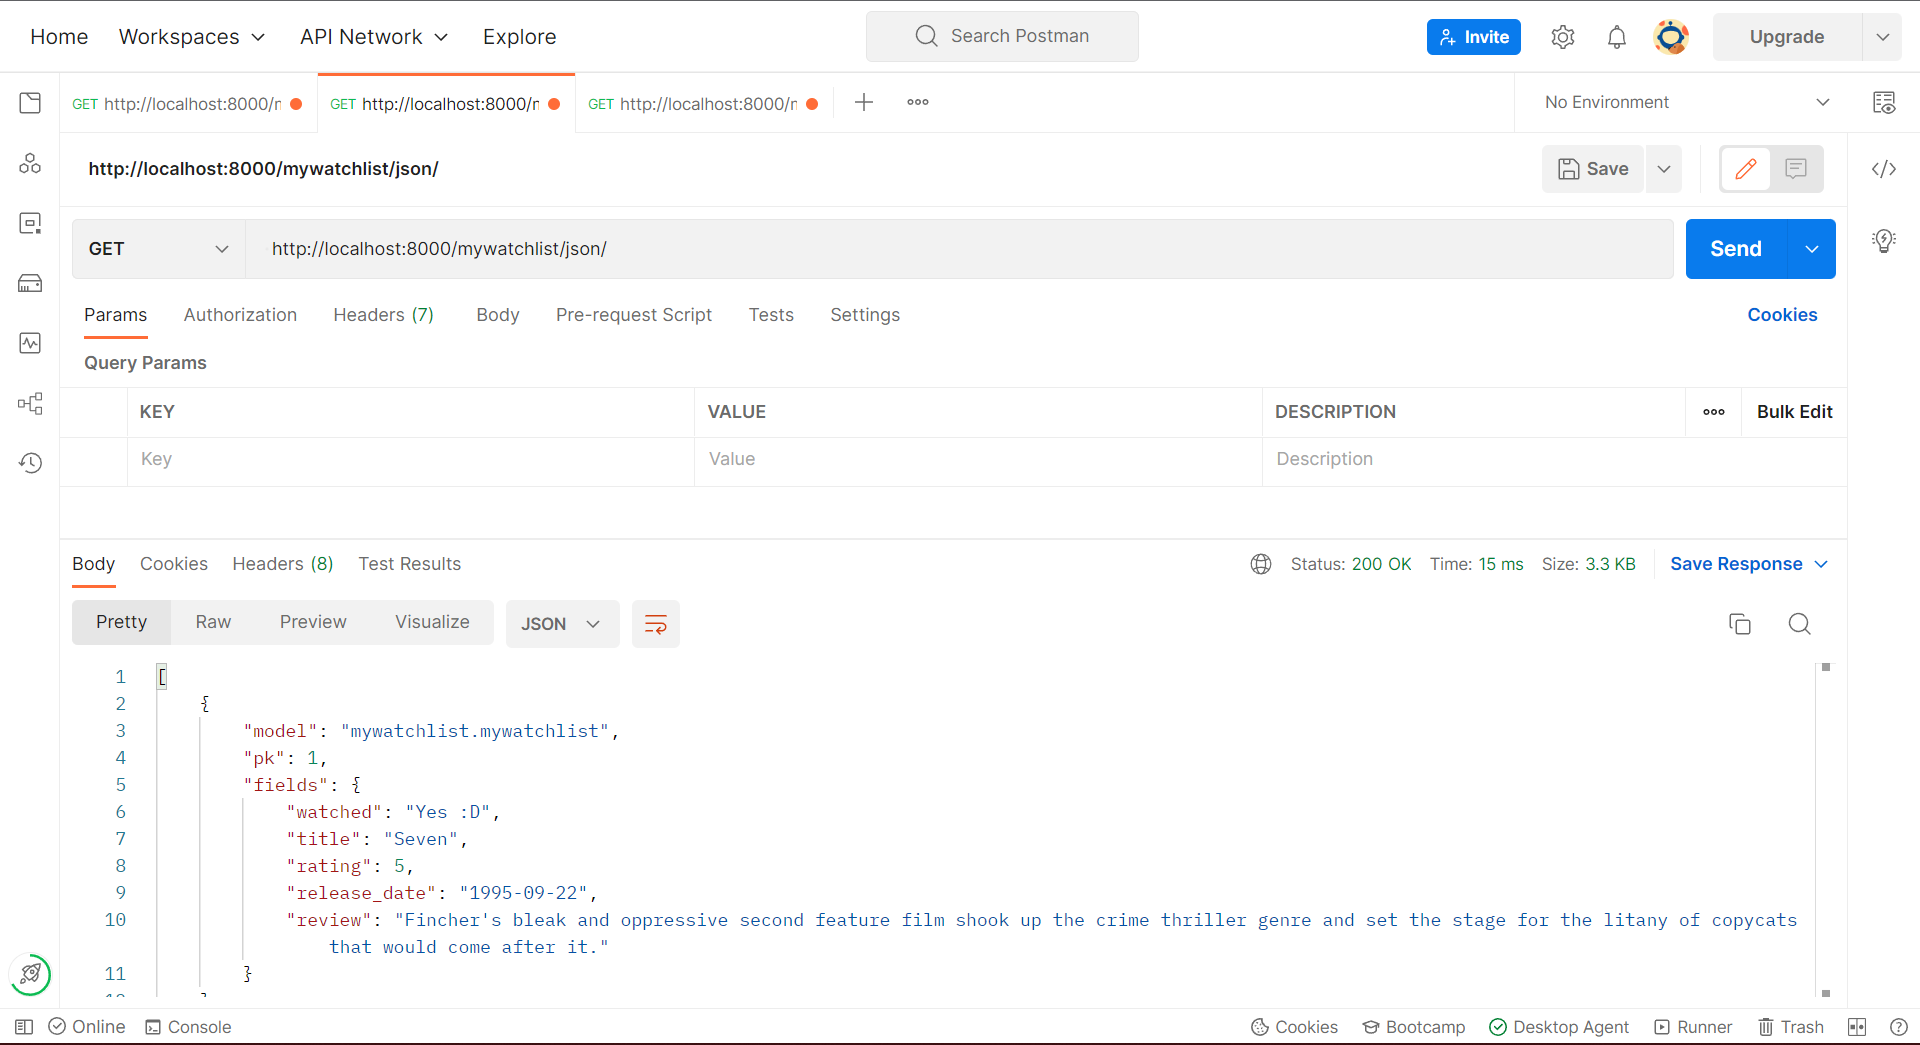 Home Workspaces API Network Explore Search Postman Invite Upgrade
GET http://localhost:8000/n GET http://localhost:8000/n GET http://localhost:8000/n No Environment
http://localhost:8000/mywatchlist/json/ Save
GET http://localhost:8000/mywatchlist/json/ Send
Params Authorization Headers (7) Body Pre-request Script Tests Settings Cookies
Query Params
KEY VALUE DESCRIPTION Bulk Edit
Key Value Description
Body Cookies Headers (8) Test Results Status: 200 OK Time: 15 ms Size: 3.3 KB Save Response
Pretty Raw Preview Visualize JSON
1 [
2 {
3 "model": "mywatchlist.mywatchlist",
4 "pk": 1,
5 "fields": {
6 "watched": "Yes :D",
7 "title": "Seven",
8 "rating": 5,
9 "release_date": "1995-09-22",
10 "review": "Fincher's bleak and oppressive second feature film shook up the crime thriller genre and set the stage for the litany of copycats
that would come after it."
11 }
Online Console Cookies Bootcamp Desktop Agent Runner Trash